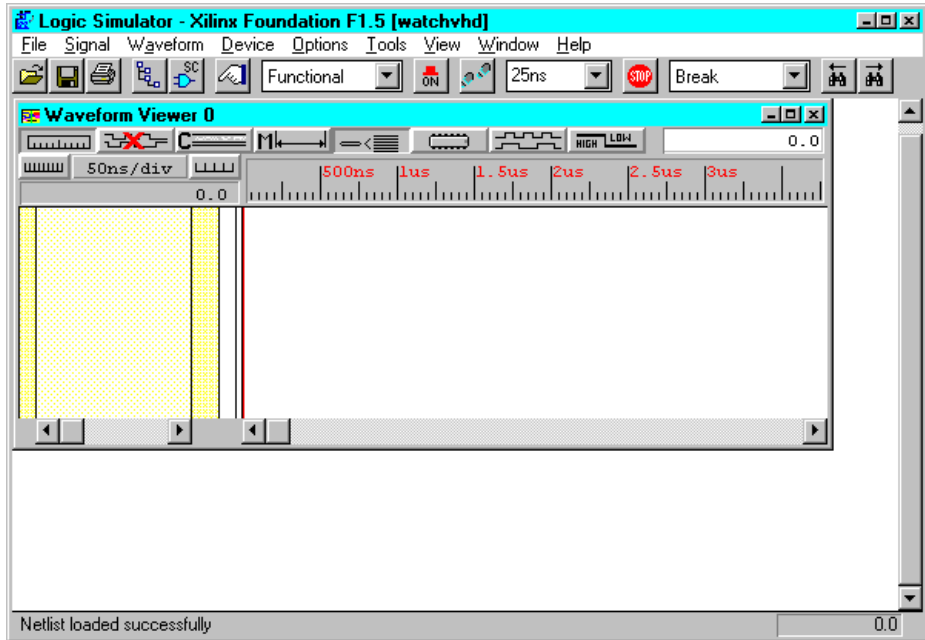 Logic Simulator - Xilinx Foundation F1.5 [watchvhd]
File Signal Waveform Device Options Tools View Window Help
SC Functional ON 25ns STOP Break
Waveform Viewer 0
C M HIGH LOW 0.0
50ns/div 500ns 1us 1.5us 2us 2.5us 3us
0.0
Netlist loaded successfully 0.0